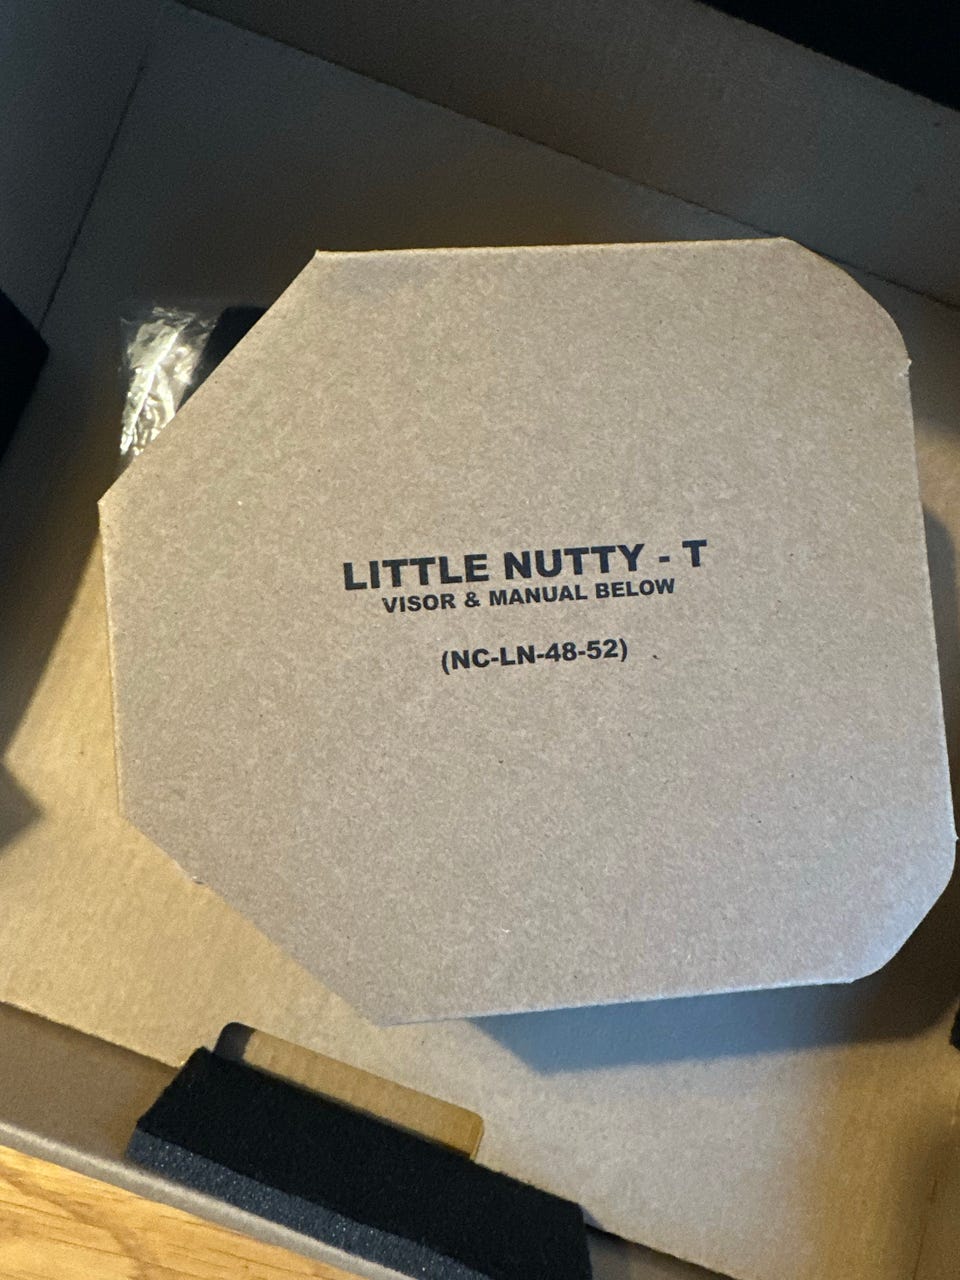 LITTLE NUTTY - T
VISOR & MANUAL BELOW
(NC-LN-48-52)